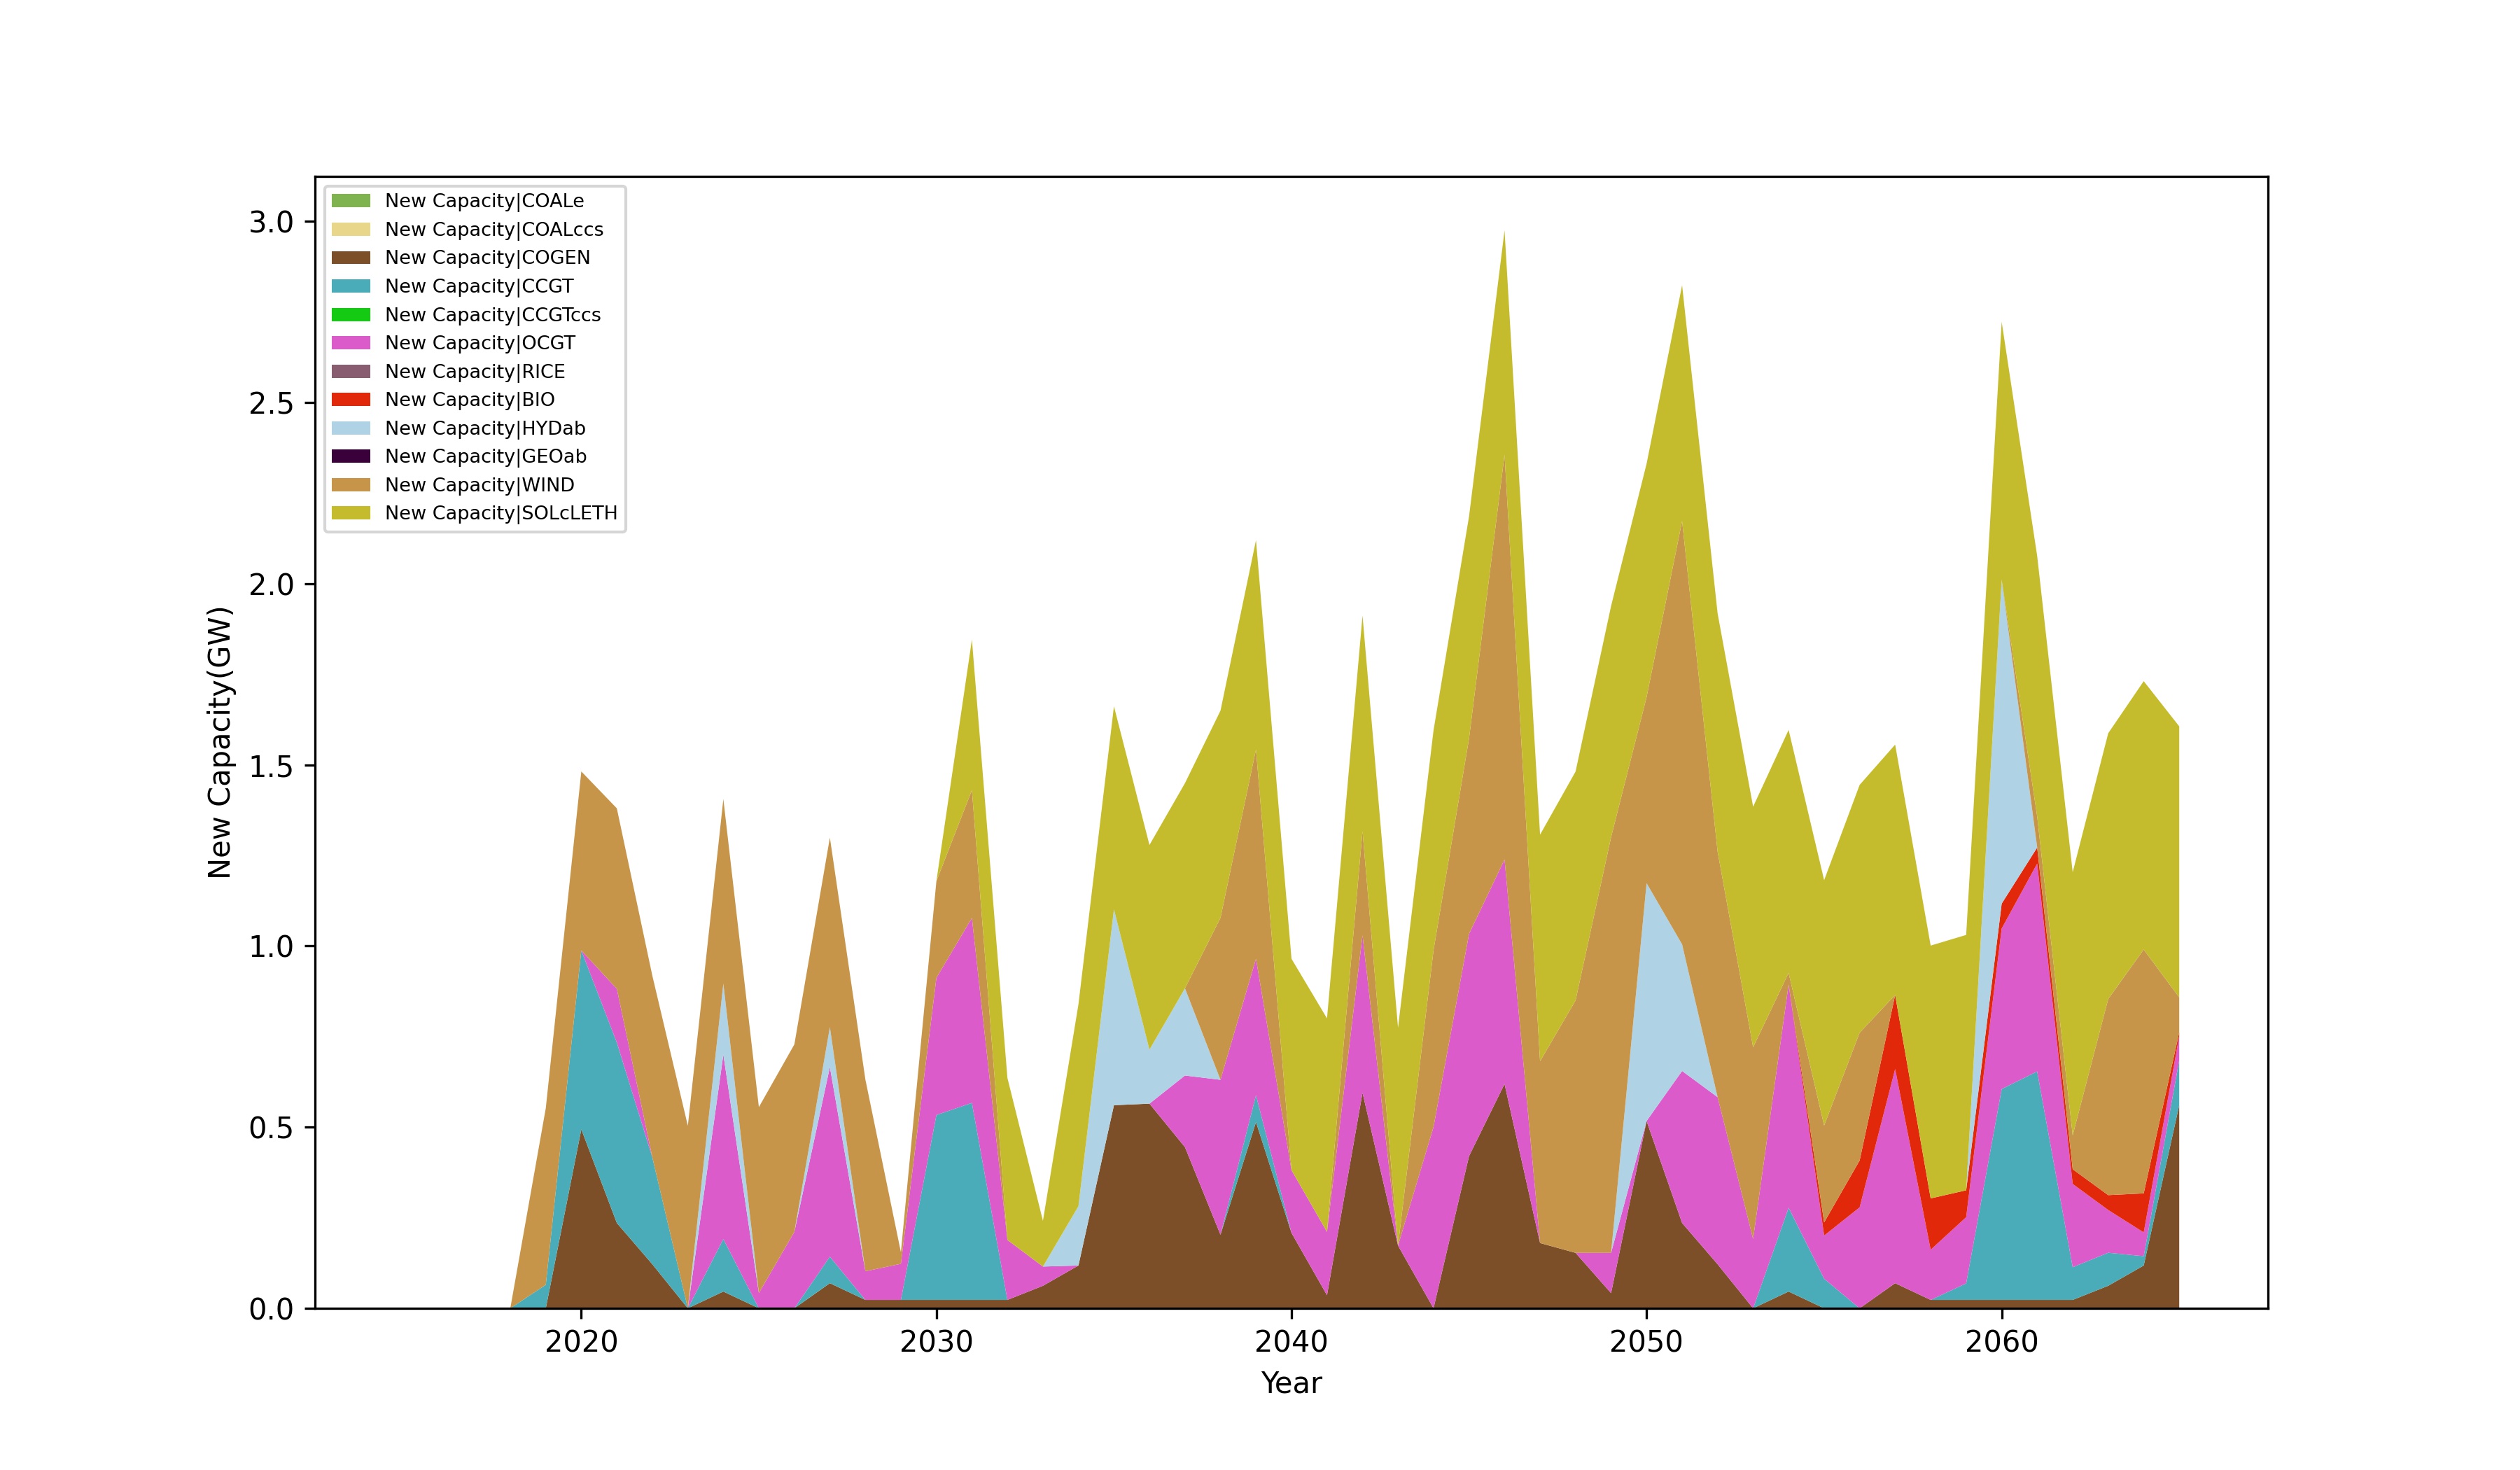 New Capacity|COALe
New Capacity|COALccs
New Capacity|COGEN
New Capacity|CCGT
New Capacity|CCGTccs
New Capacity|OCGT
New Capacity|RICE
New Capacity|BIO
New Capacity|HYDab
New Capacity|GEOab
New Capacity|WIND
New Capacity|SOLcLETH
3.0
2.5
2.0
1.5
1.0
0.5
0.0
New Capacity(GW)
2020 2030 2040 2050 2060
Year